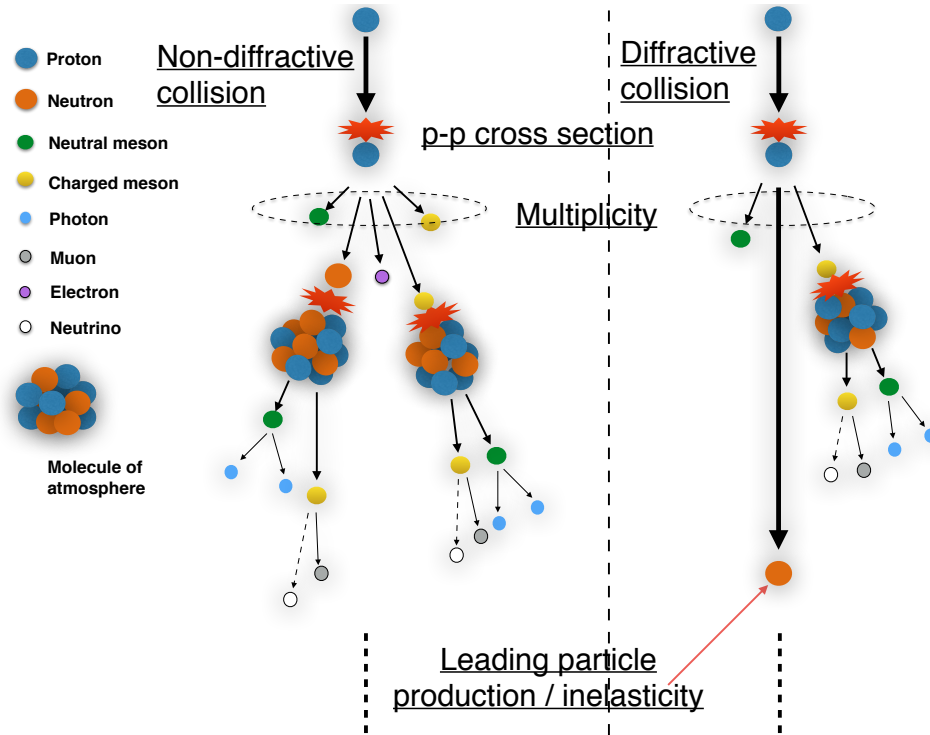 Non-diffractive
collision
Diffractive
collision
Proton
Neutron
Neutral meson
Charged meson
Photon
Muon
Electron
Neutrino
p-p cross section
Multiplicity
Molecule of
atmosphere
Leading particle
production / inelasticity